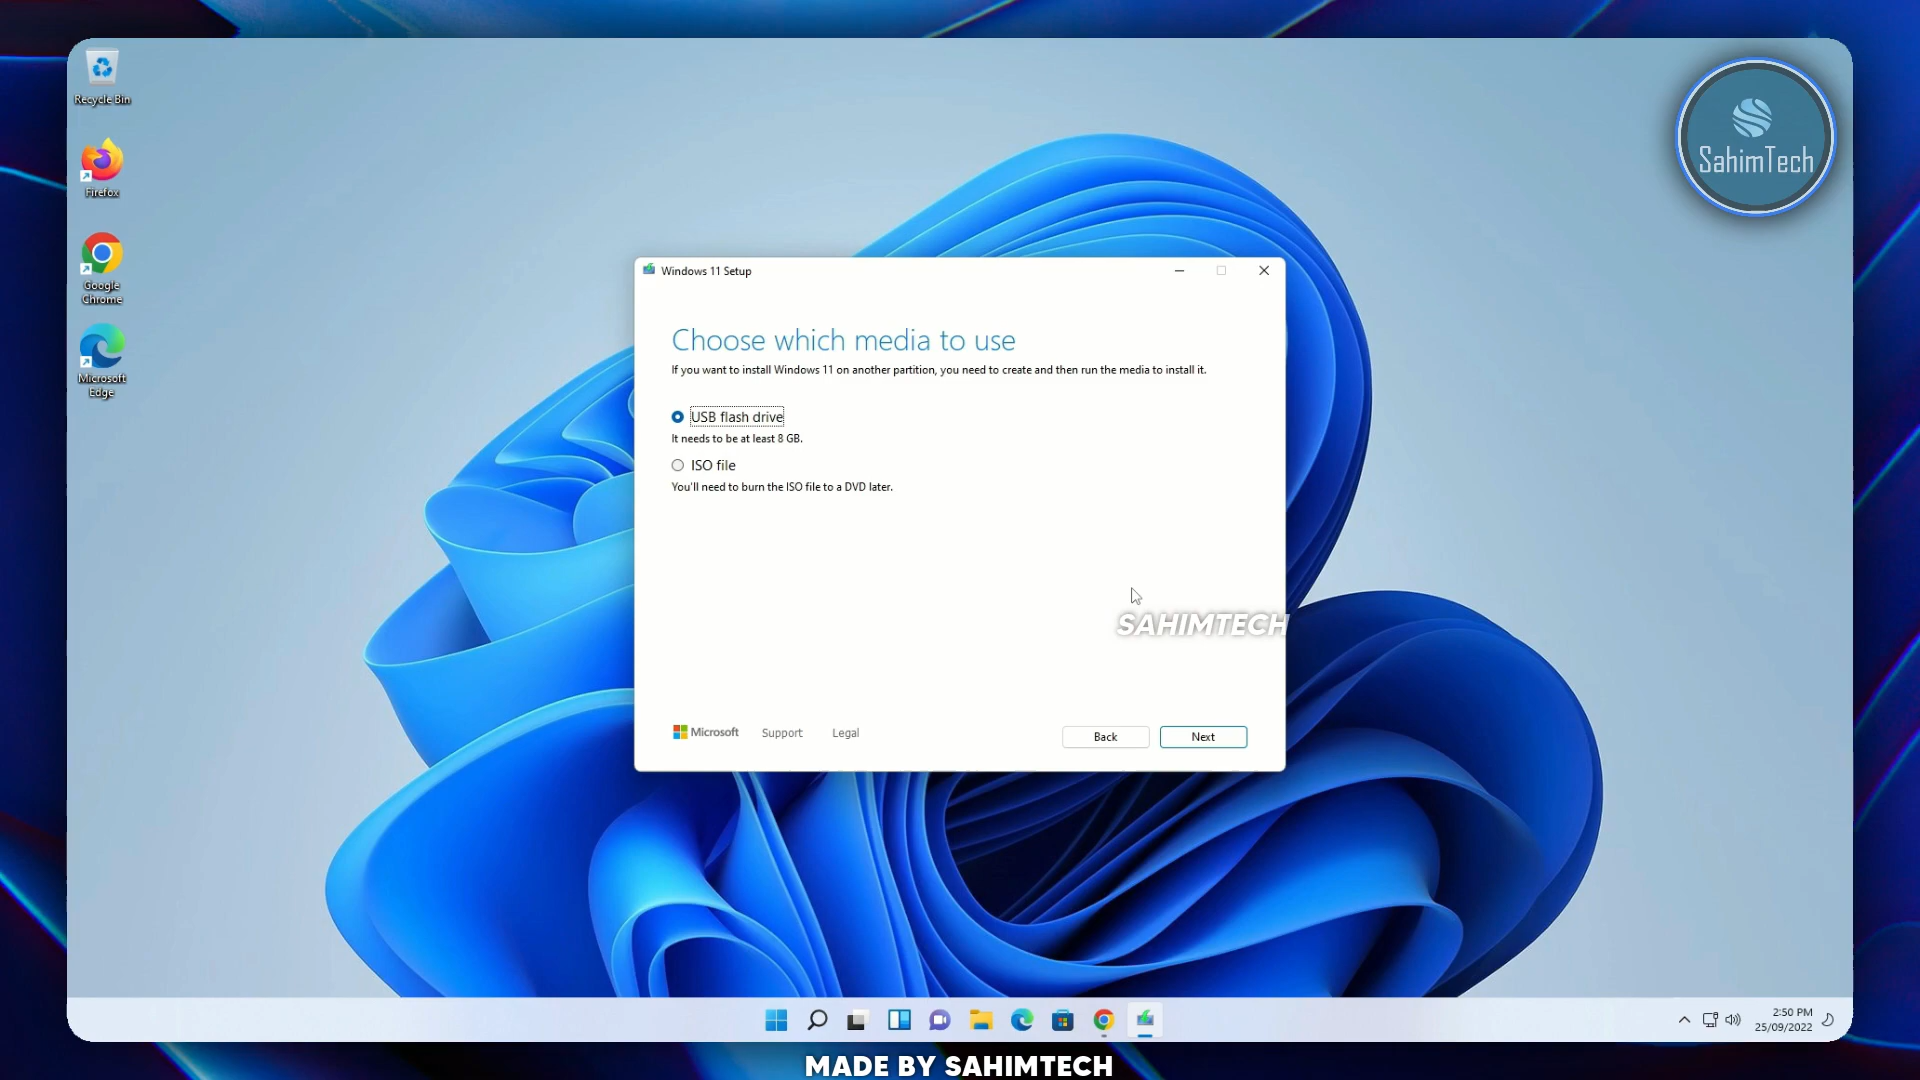 Recycle Bin
Firefox
Google
Chrome
Microsoft
Edge
SahimTech
Windows 11 Setup
Choose which media to use
If you want to install Windows 11 on another partition, you need to create and then run the media to install it.
USB flash drive
It needs to be at least 8 GB.
ISO file
You'll need to burn the ISO file to a DVD later.
SAHIMTECH
Microsoft Support Legal
Back Next
2:50 PM
25/09/2022
MADE BY SAHIMTECH